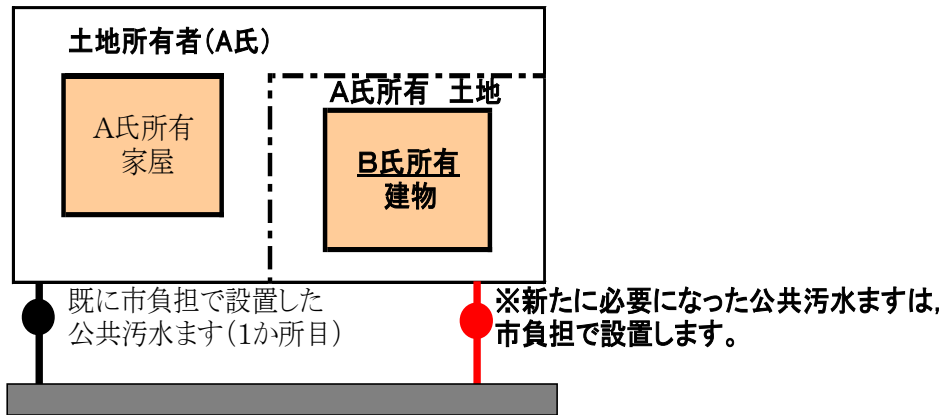 土地所有者(A氏)
A氏所有
家屋
A氏所有 土地
B氏所有
建物
既に市負担で設置した
公共汚水ます(1か所目)
※新たに必要になった公共汚水ますは,
市負担で設置します。